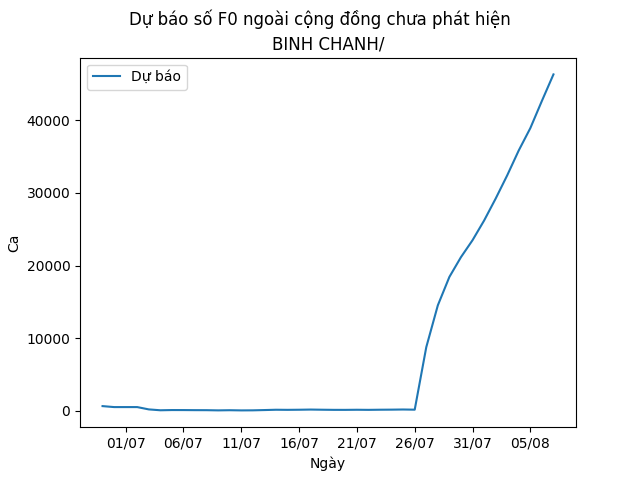 Dự báo số F0 ngoài cộng đồng chưa phát hiện
BINH CHANH/
Dự báo
40000
30000
20000
10000
0
Ca
01/07 06/07 11/07 16/07 21/07 26/07 31/07 05/08
Ngày